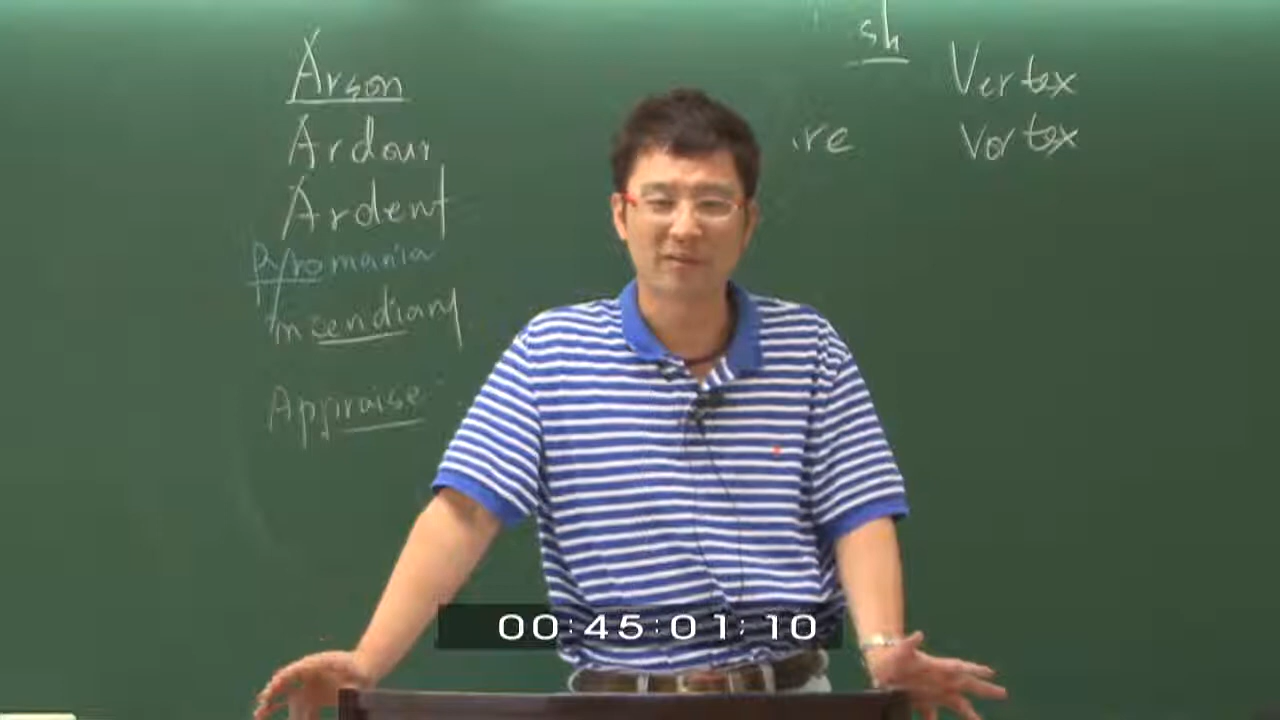 Arson
Ardour
Ardent
pyromania
incendiary
Appraise
sh
re
Vertex
Vortex
00:45:01;10